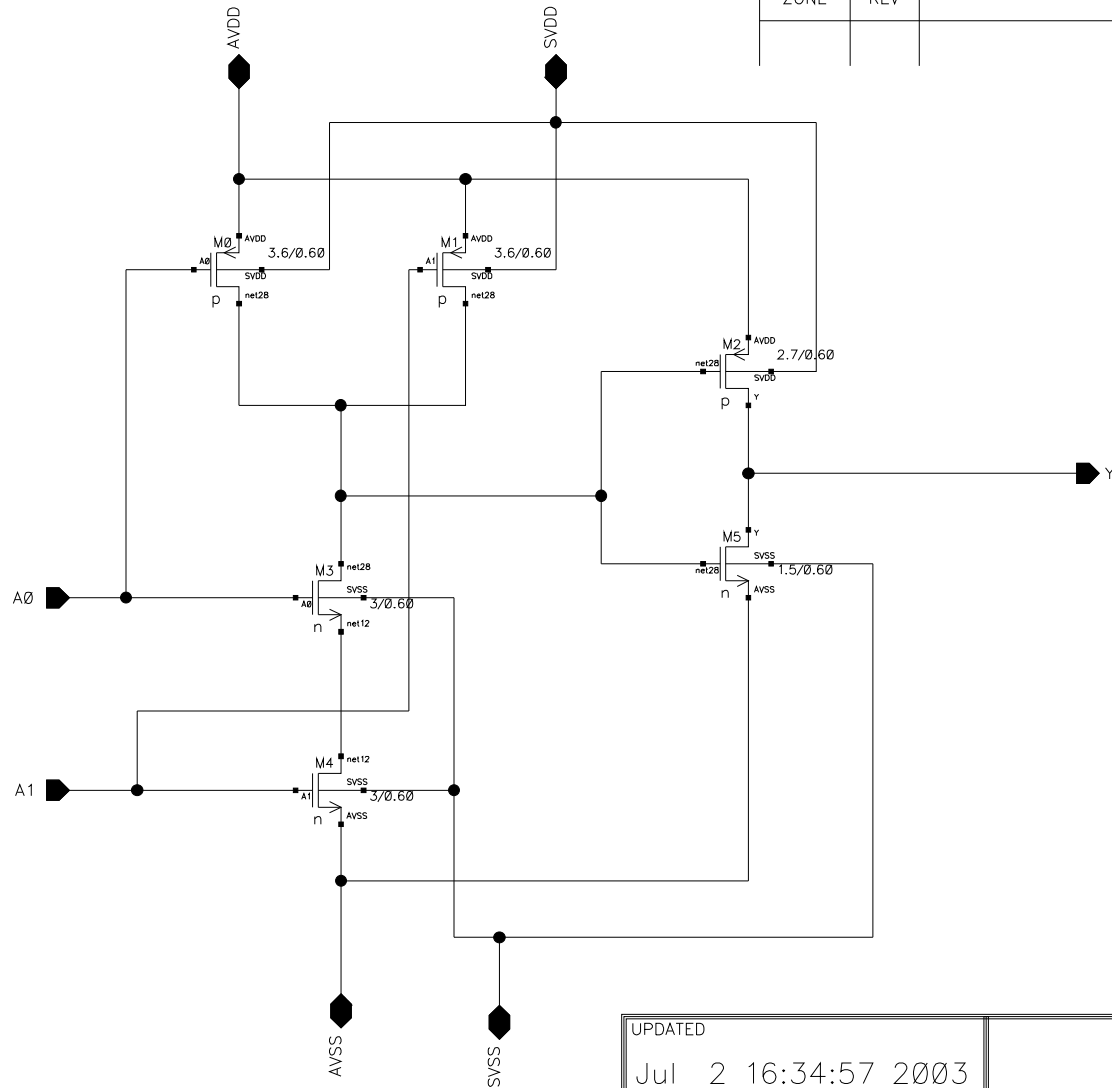 ZONE REV
AVDD
SVDD
M0
AVDD
3.6/0.60
A0
SVDD
p
net28
M1
AVDD
3.6/0.60
A1
SVDD
p
net28
M2
AVDD
2.7/0.60
net28
SVDD
p
Y
Y
M5
Y
SVSS
1.5/0.60
net28
n
AVSS
A0
M3
net28
SVSS
3/0.60
A0
n
net12
A1
M4
net12
SVSS
3/0.60
A1
n
AVSS
AVSS
SVSS
UPDATED
Jul 2 16:34:57 2003